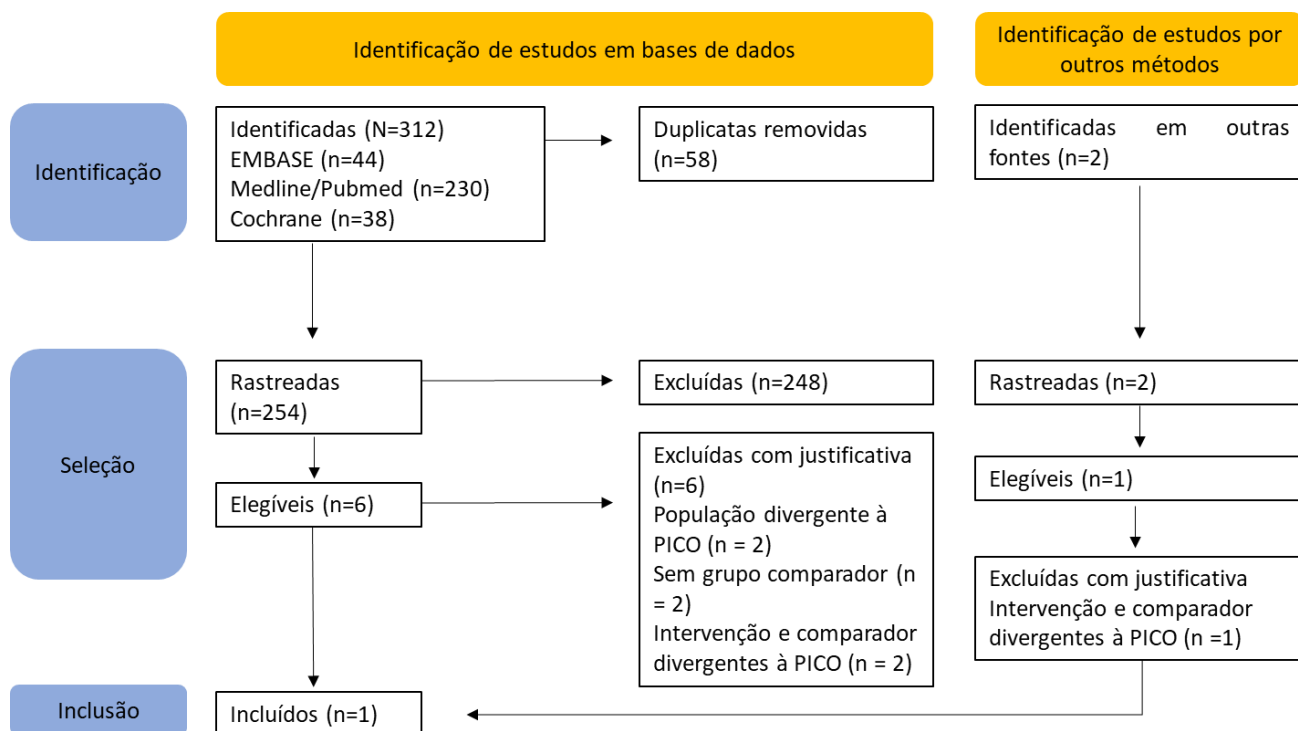 Identificação de estudos em bases de dados
Identificação de estudos por
outros métodos
Identificação
Identificadas (N=312)
EMBASE (n=44)
Medline/Pubmed (n=230)
Cochrane (n=38)
Duplicatas removidas
(n=58)
Identificadas em outras
fontes (n=2)
Seleção
Rastreadas
(n=254)
Excluídas (n=248)
Rastreadas (n=2)
Elegíveis (n=6)
Excluídas com justificativa
(n=6)
População divergente à
PICO (n = 2)
Sem grupo comparador (n
= 2)
Intervenção e comparador
divergentes à PICO (n = 2)
Elegíveis (n=1)
Excluídas com justificativa
Intervenção e comparador
divergentes à PICO (n =1)
Inclusão
Incluídos (n=1)